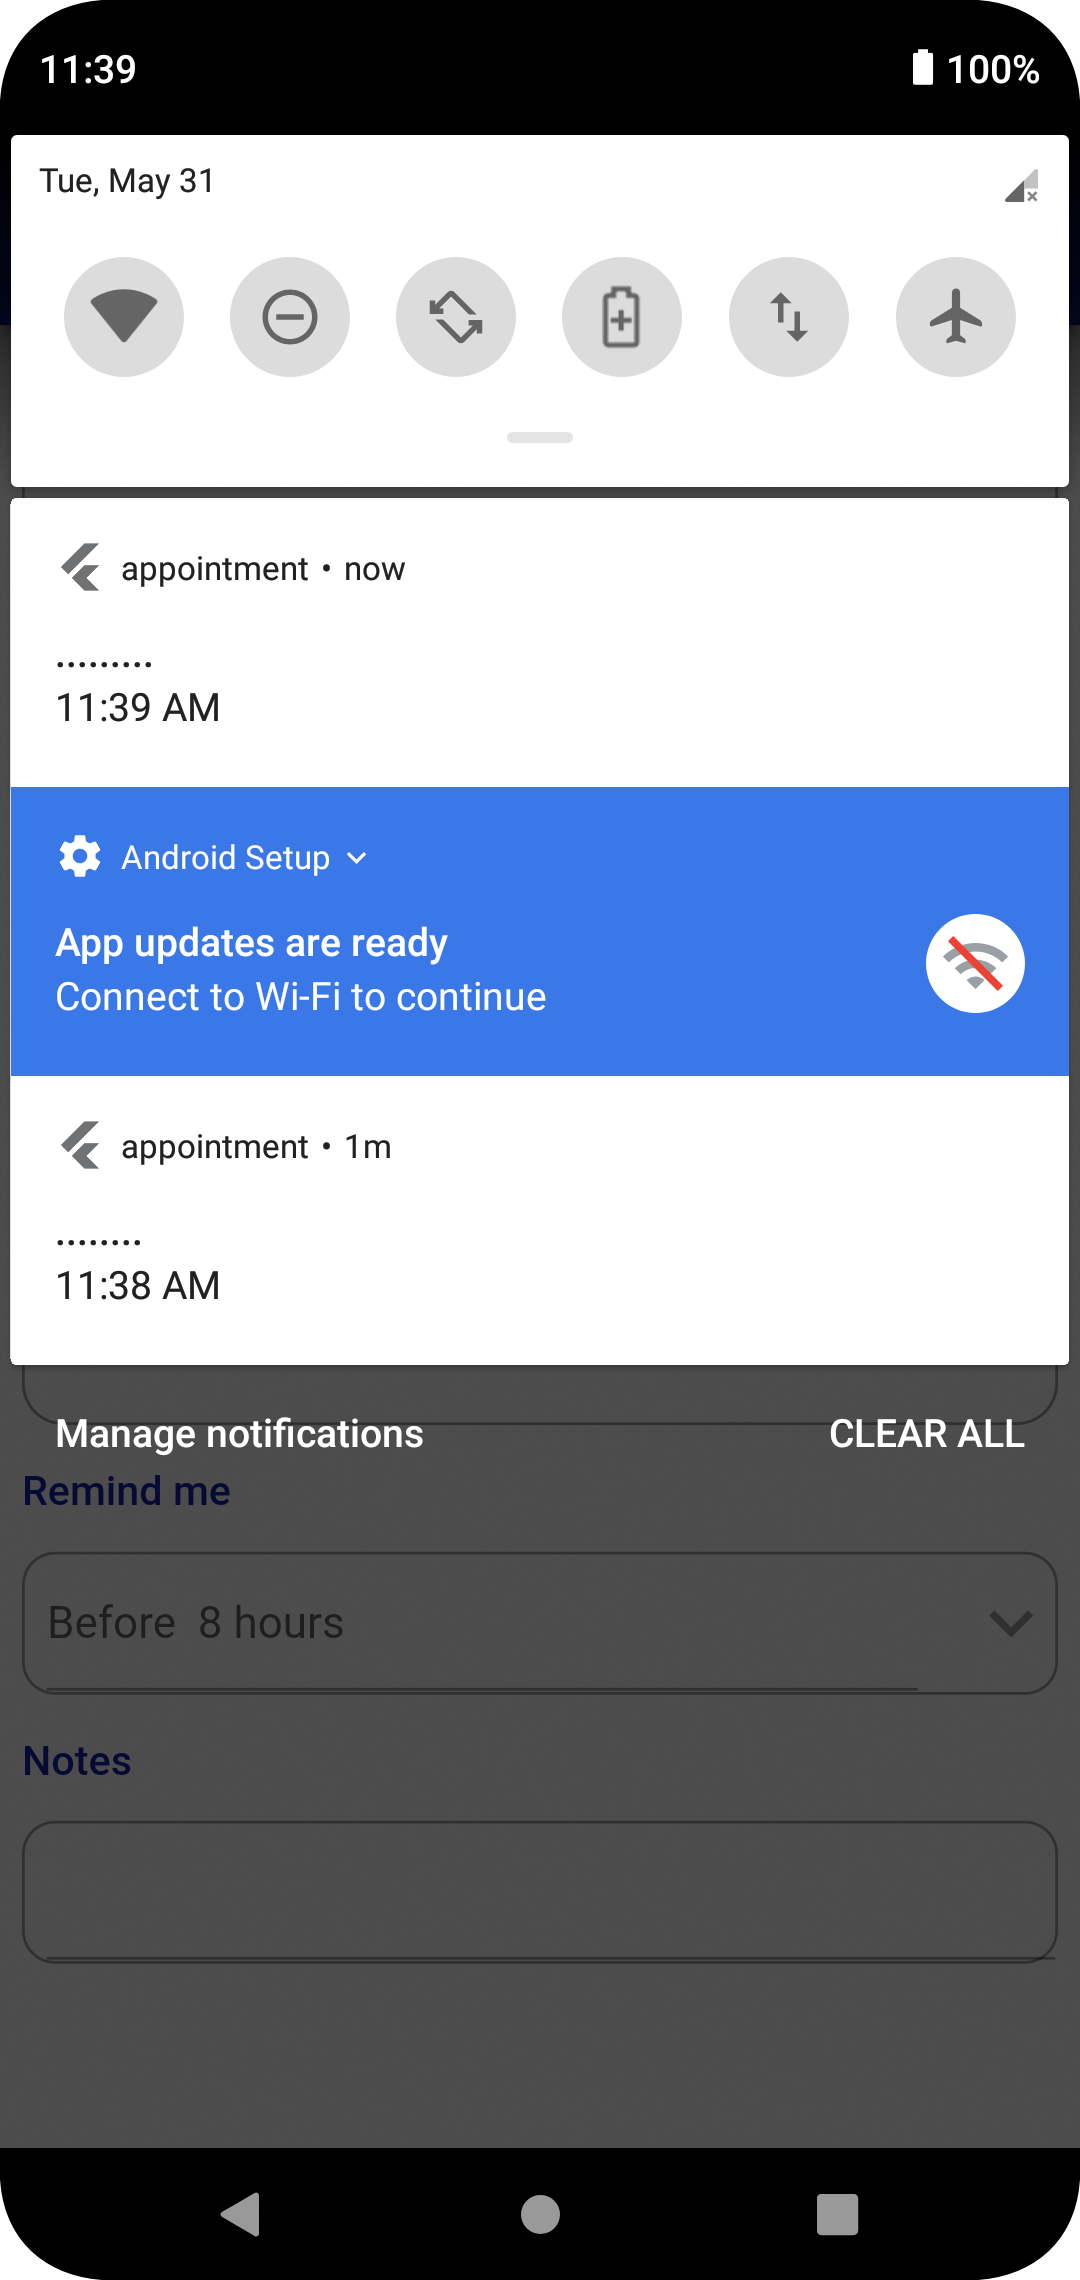 11:39
100%
Tue, May 31
appointment • now
.........
11:39 AM
Android Setup
App updates are ready
Connect to Wi-Fi to continue
appointment • 1m
........
11:38 AM
Manage notifications
CLEAR ALL
Remind me
Before  8 hours
Notes